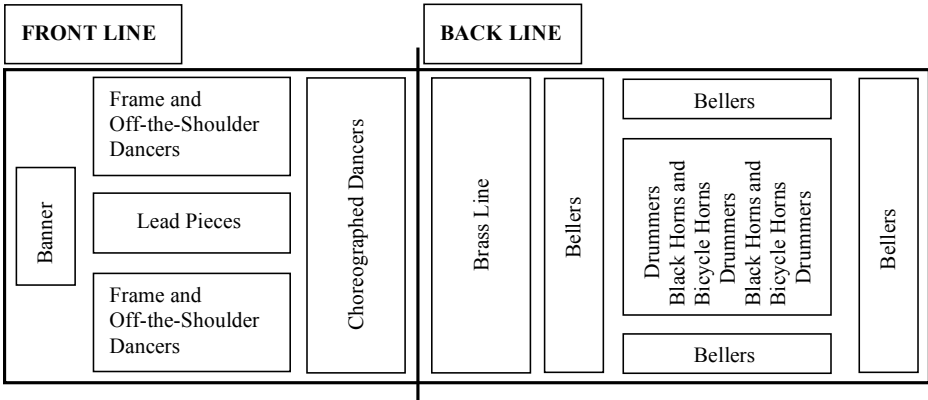 FRONT LINE
BACK LINE
Banner
Frame and
Off-the-Shoulder
Dancers
Lead Pieces
Frame and
Off-the-Shoulder
Dancers
Choreographed Dancers
Brass Line
Bellers
Bellers
Drummers
Black Horns and
Bicycle Horns
Drummers
Black Horns and
Bicycle Horns
Drummers
Bellers
Bellers